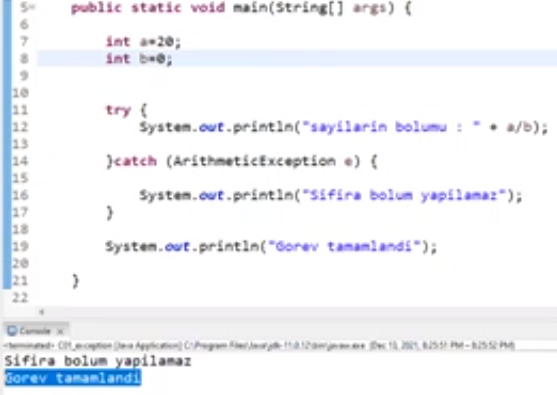 5 public static void main(String[] args) {
6
7 int a=20;
8 int b=0;
9
10
11 try {
12 System.out.println("sayilarin bolumu : " + a/b);
13
14 }catch (ArithmeticException e) {
15
16 System.out.println("Sifira bolum yapilamaz");
17 }
18
19 System.out.println("Gorev tamamlandi");
20
21 }
22
Console
<terminated> C01_exception [Java Application] C:\Program Files\Java\jdk-11.0.12\bin\javaw.exe (Dec 13, 2021, 8:25:51 PM – 8:25:52 PM)
Sifira bolum yapilamaz
Gorev tamamlandi